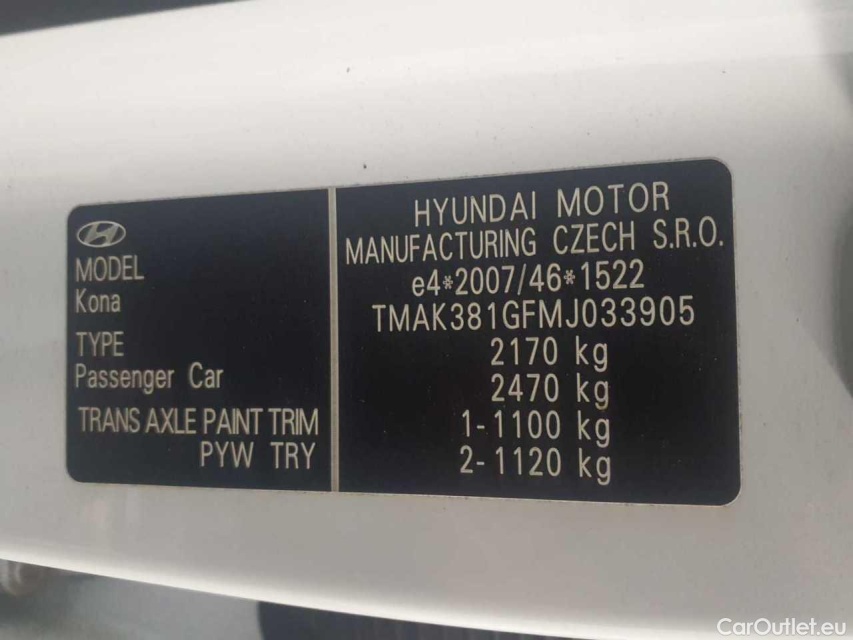 MODEL
Kona
TYPE
Passenger Car
TRANS AXLE PAINT TRIM
PYW TRY
HYUNDAI MOTOR
MANUFACTURING CZECH S.R.O.
e4*2007/46*1522
TMAK381GFMJ033905
2170 kg
2470 kg
1-1100 kg
2-1120 kg
CarOutlet.eu